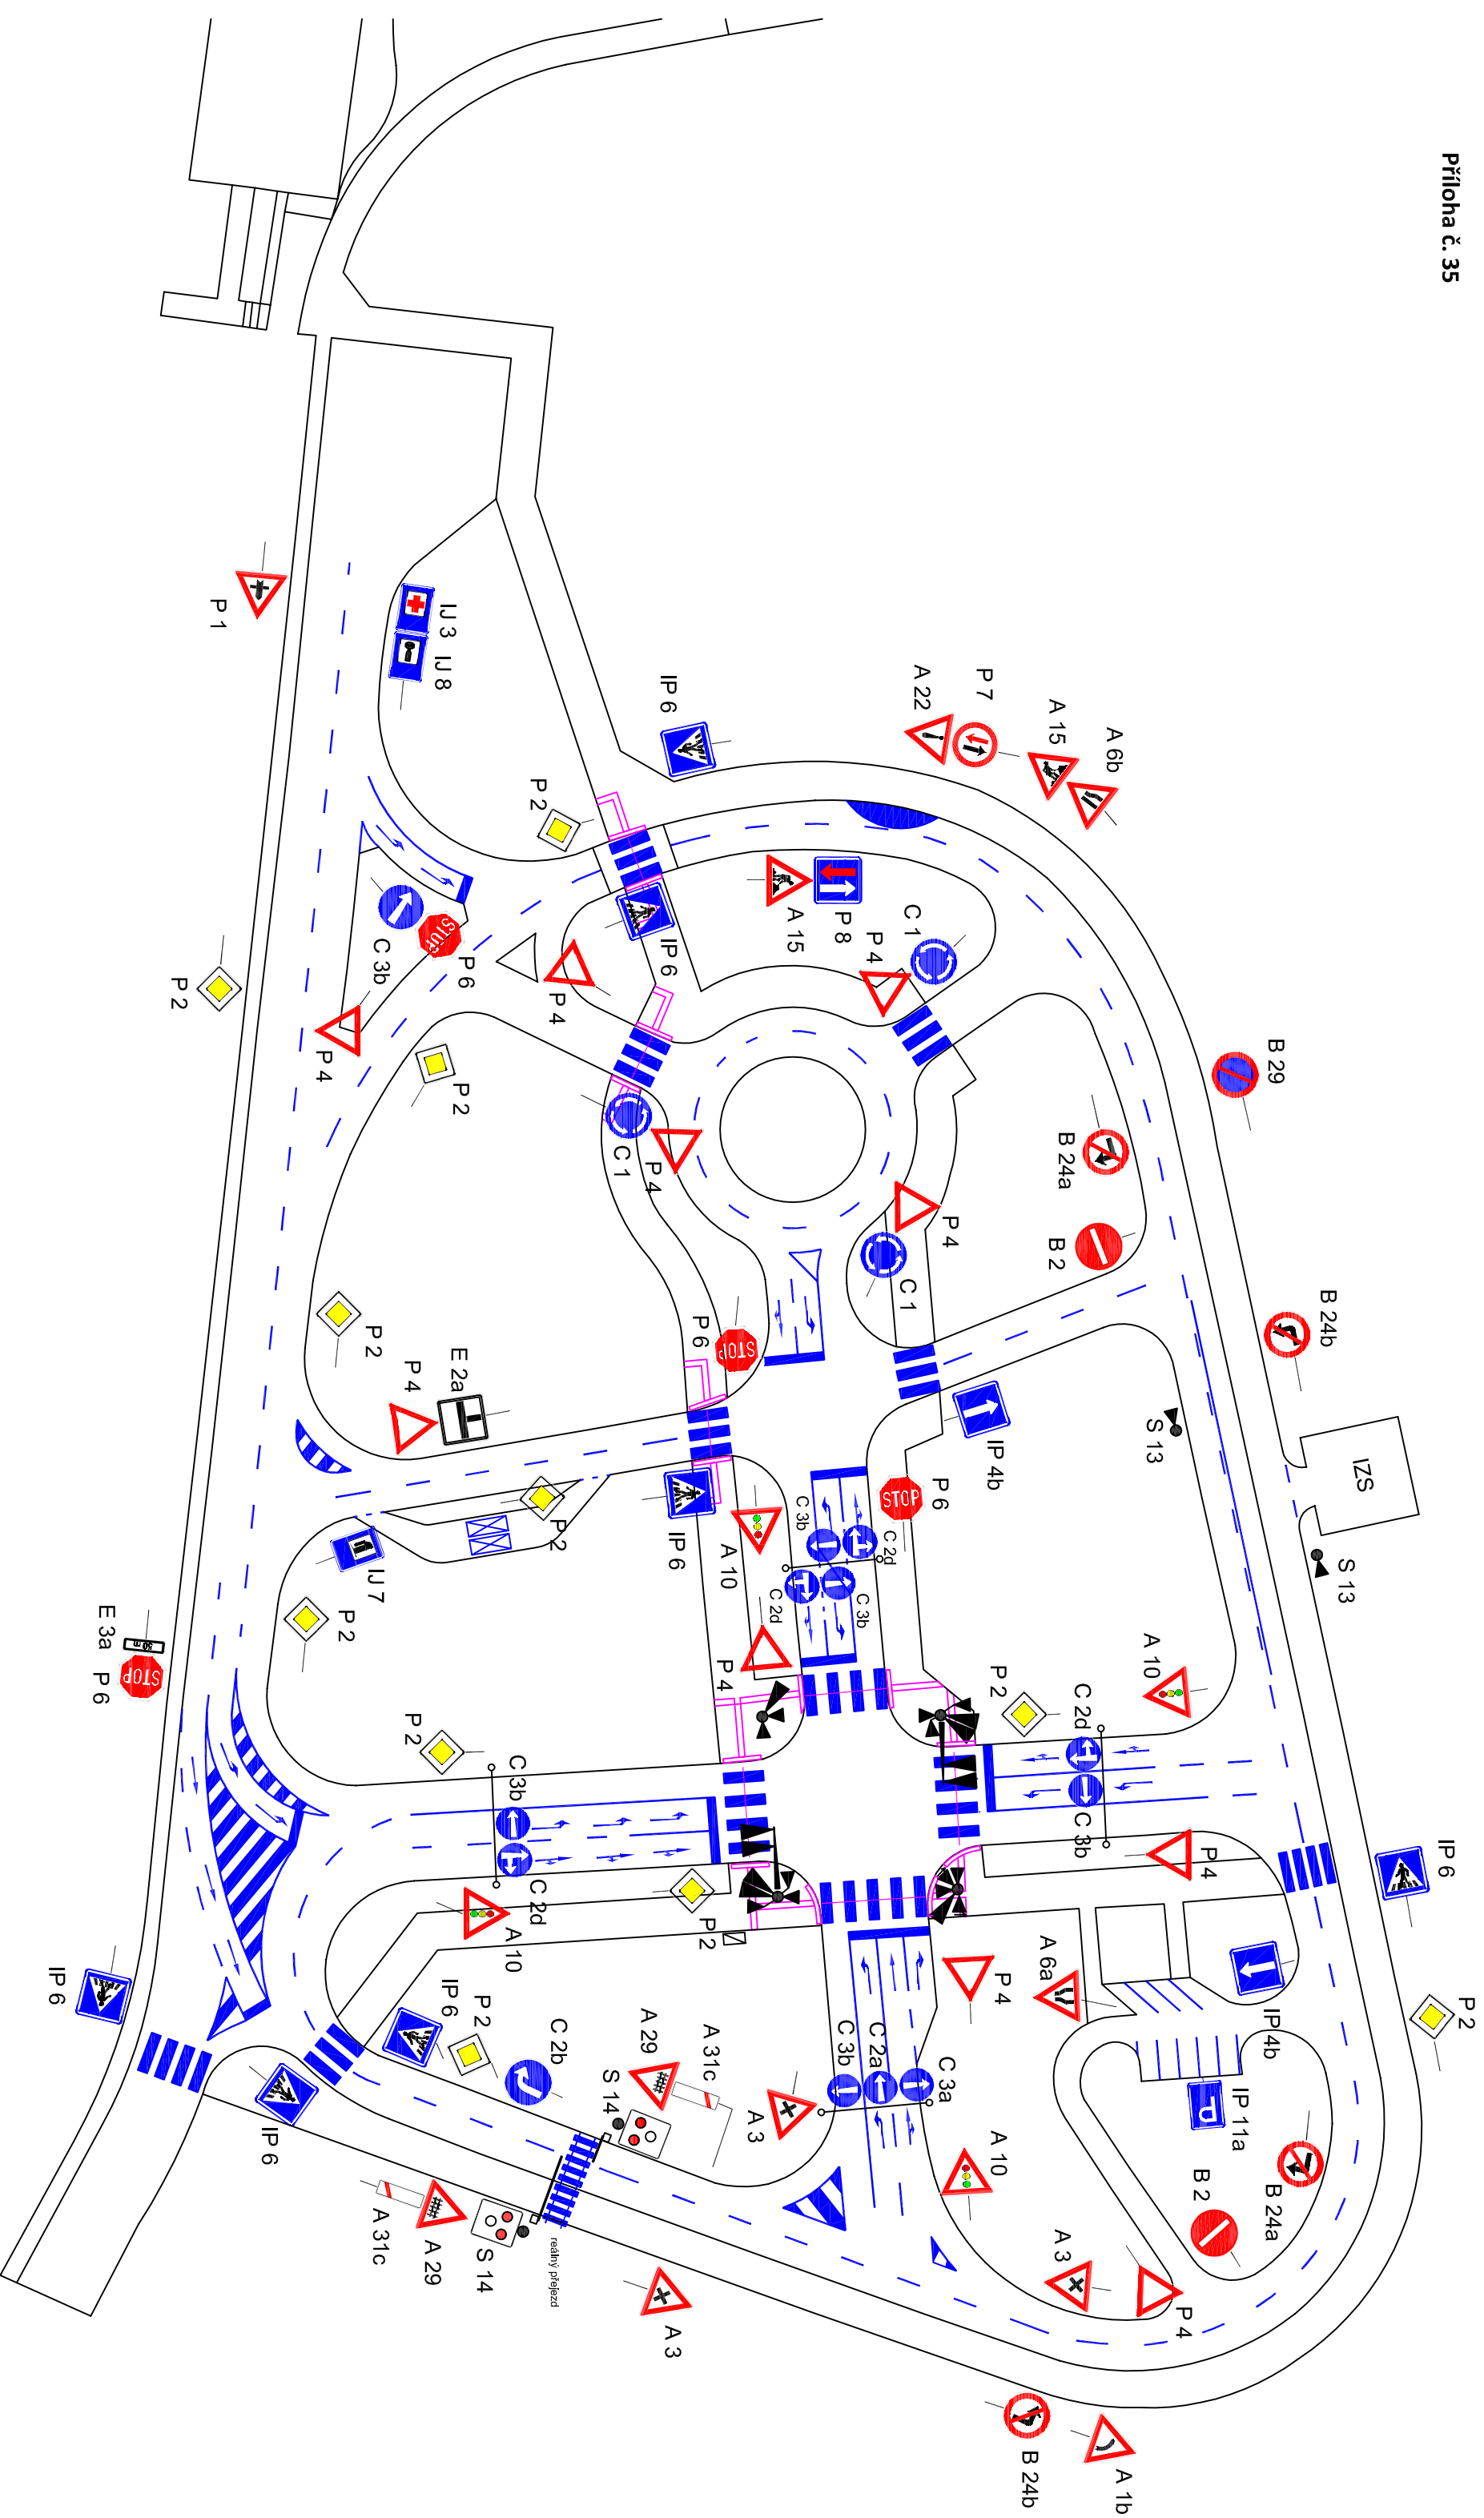 Příloha č. 35
P 1
IJ 3
IJ 8
IP 6
A 22
P 7
A 15
A 6b
P 2
IP 6
A 15
P 8
P 4
C 1
C 3b
STOP
P 6
P 4
P 2
P 4
P 2
C 1
P 4
B 29
B 24a
B 2
P 4
C 1
B 24b
P 6
STOP
P 2
E 2a
P 4
IP 4b
S 13
IZS
S 13
P 6
STOP
P 2
IP 6
A 10
C 3b
C 2d
C 2d
C 3b
IJ 7
P 2
E 3a
50 m
STOP
P 6
P 4
A 10
P 2
C 2d
C 3b
P 2
C 3b
C 2d
P 4
IP 6
A 10
P 2
P 4
A 6a
IP 4b
P 2
IP 6
IP 6
P 2
C 2b
A 29
A 31c
S 14
A 3
C 3b
C 2a
C 3a
IP 11a
P
IP 6
A 10
B 2
B 24a
A 31c
A 29
S 14
reálný přejezd
A 3
A 3
P 4
B 24b
A 1b